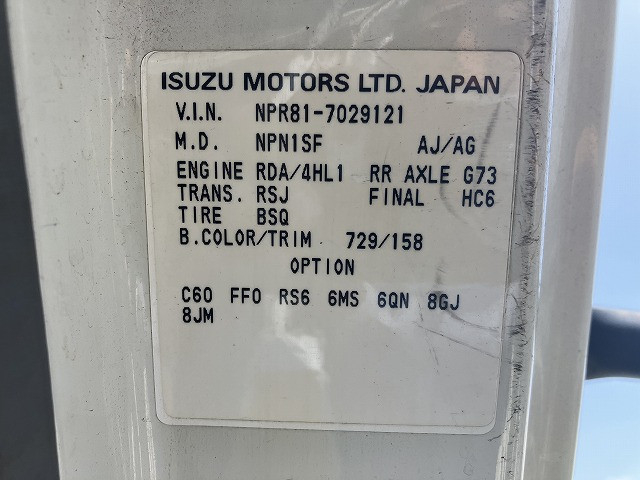 ISUZU MOTORS LTD. JAPAN
V.I.N. NPR81-7029121
M.D. NPN1SF AJ/AG
ENGINE RDA/4HL1 RR AXLE G73
TRANS. RSJ FINAL HC6
TIRE BSQ
B.COLOR/TRIM 729/158
OPTION
C60 FF0 RS6 6MS 6QN 8GJ
8JM